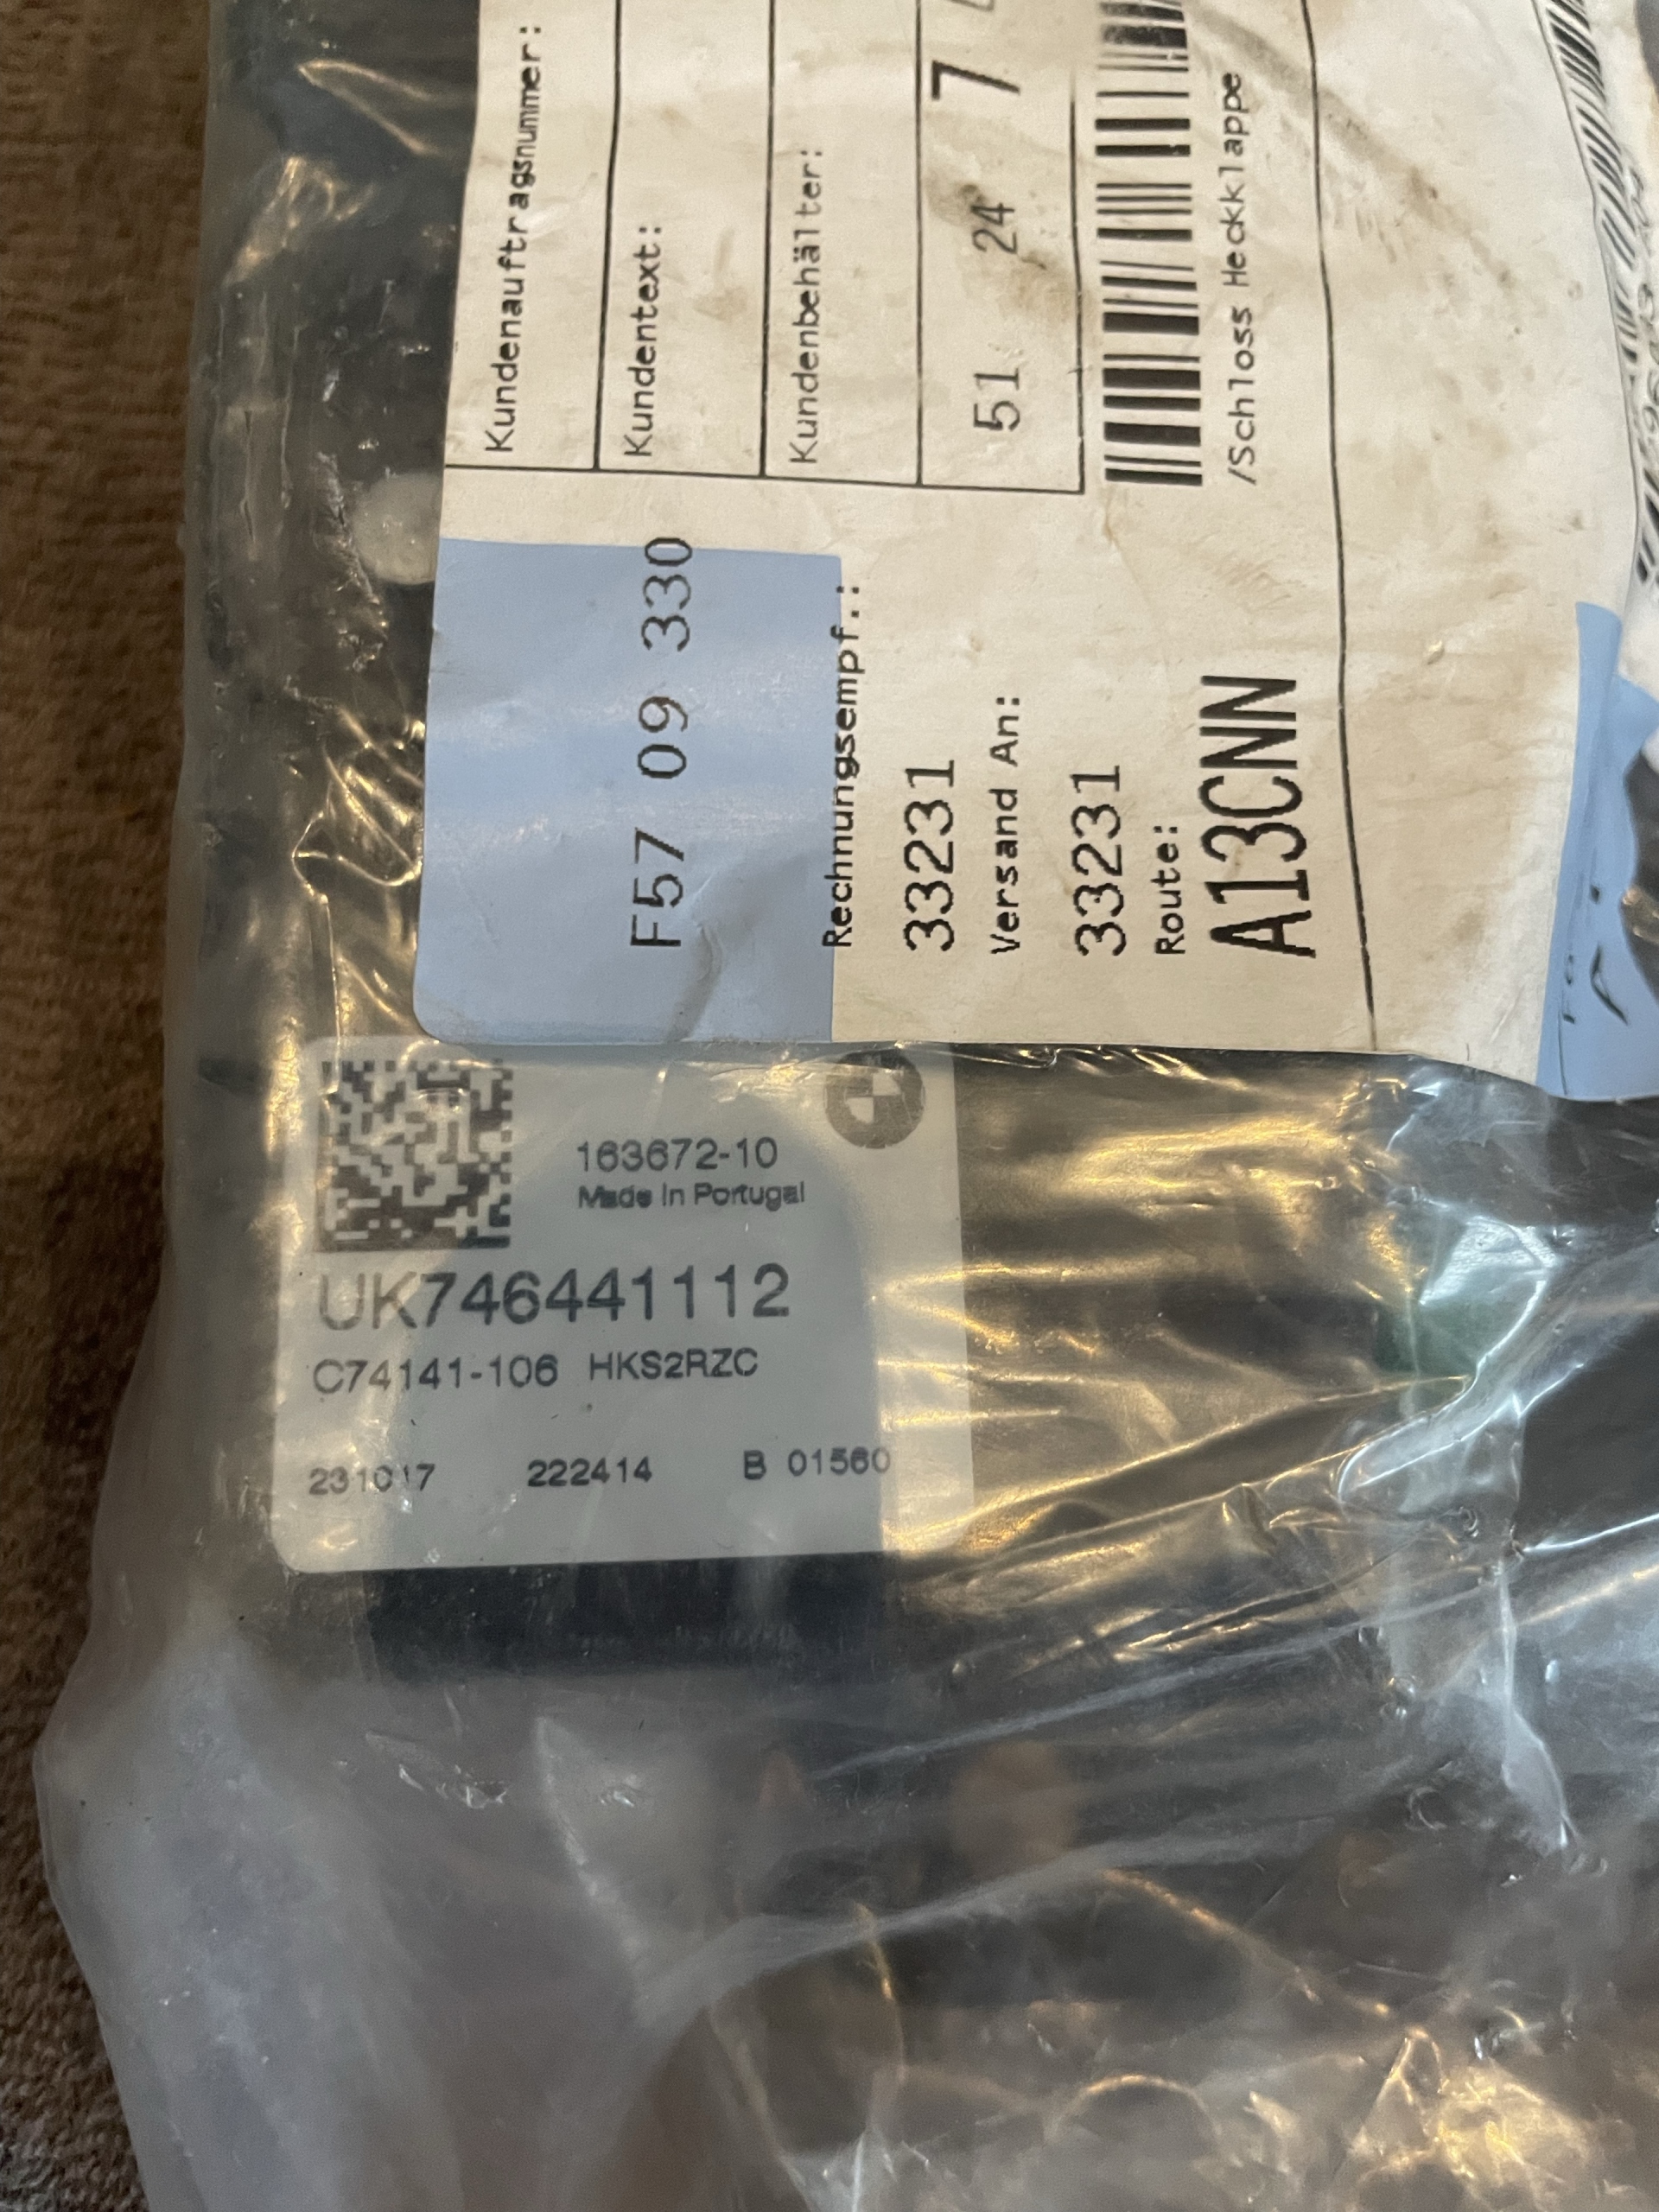 Kundenauftragsnummer:
Kundentext:
Kundenbehälter:
51 24 7
/Schloss Heckklappe
F57 09 330
Rechnungsempf.:
33231
Versand An:
33231
Route:
A13CNN
163672-10
Made in Portugal
UK746441112
C74141-106 HKS2RZC
231017 222414 B 01560